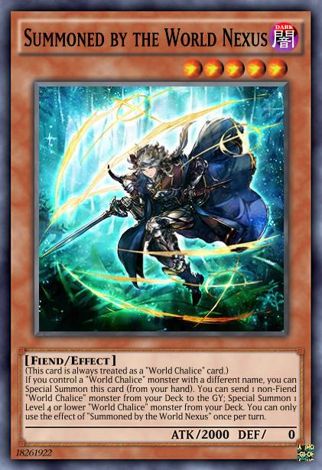 SUMMONED BY THE WORLD NEXUS
DARK
闇
[FIEND/EFFECT]
(This card is always treated as a "World Chalice" card.)
If you control a "World Chalice" monster with a different name, you can
Special Summon this card (from your hand). You can send 1 non-Fiend
"World Chalice" monster from your Deck to the GY; Special Summon 1
Level 4 or lower "World Chalice" monster from your Deck. You can only
use the effect of "Summoned by the World Nexus" once per turn.
ATK/2000 DEF/ 0
18261922